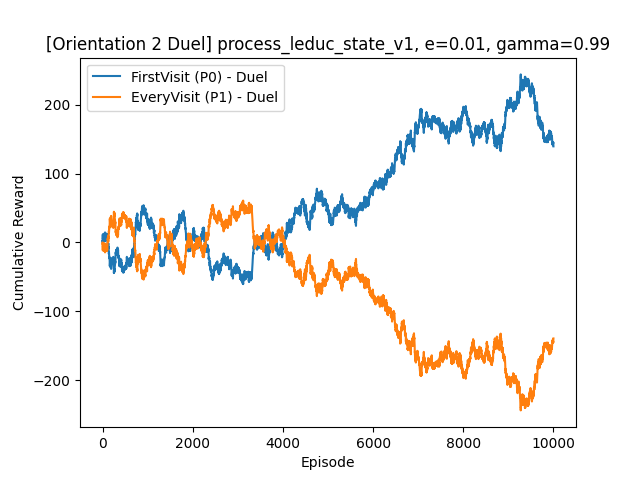 [Orientation 2 Duel] process_leduc_state_v1, e=0.01, gamma=0.99
FirstVisit (P0) - Duel
EveryVisit (P1) - Duel
Cumulative Reward
200
100
0
−100
−200
0
2000
4000
6000
8000
10000
Episode